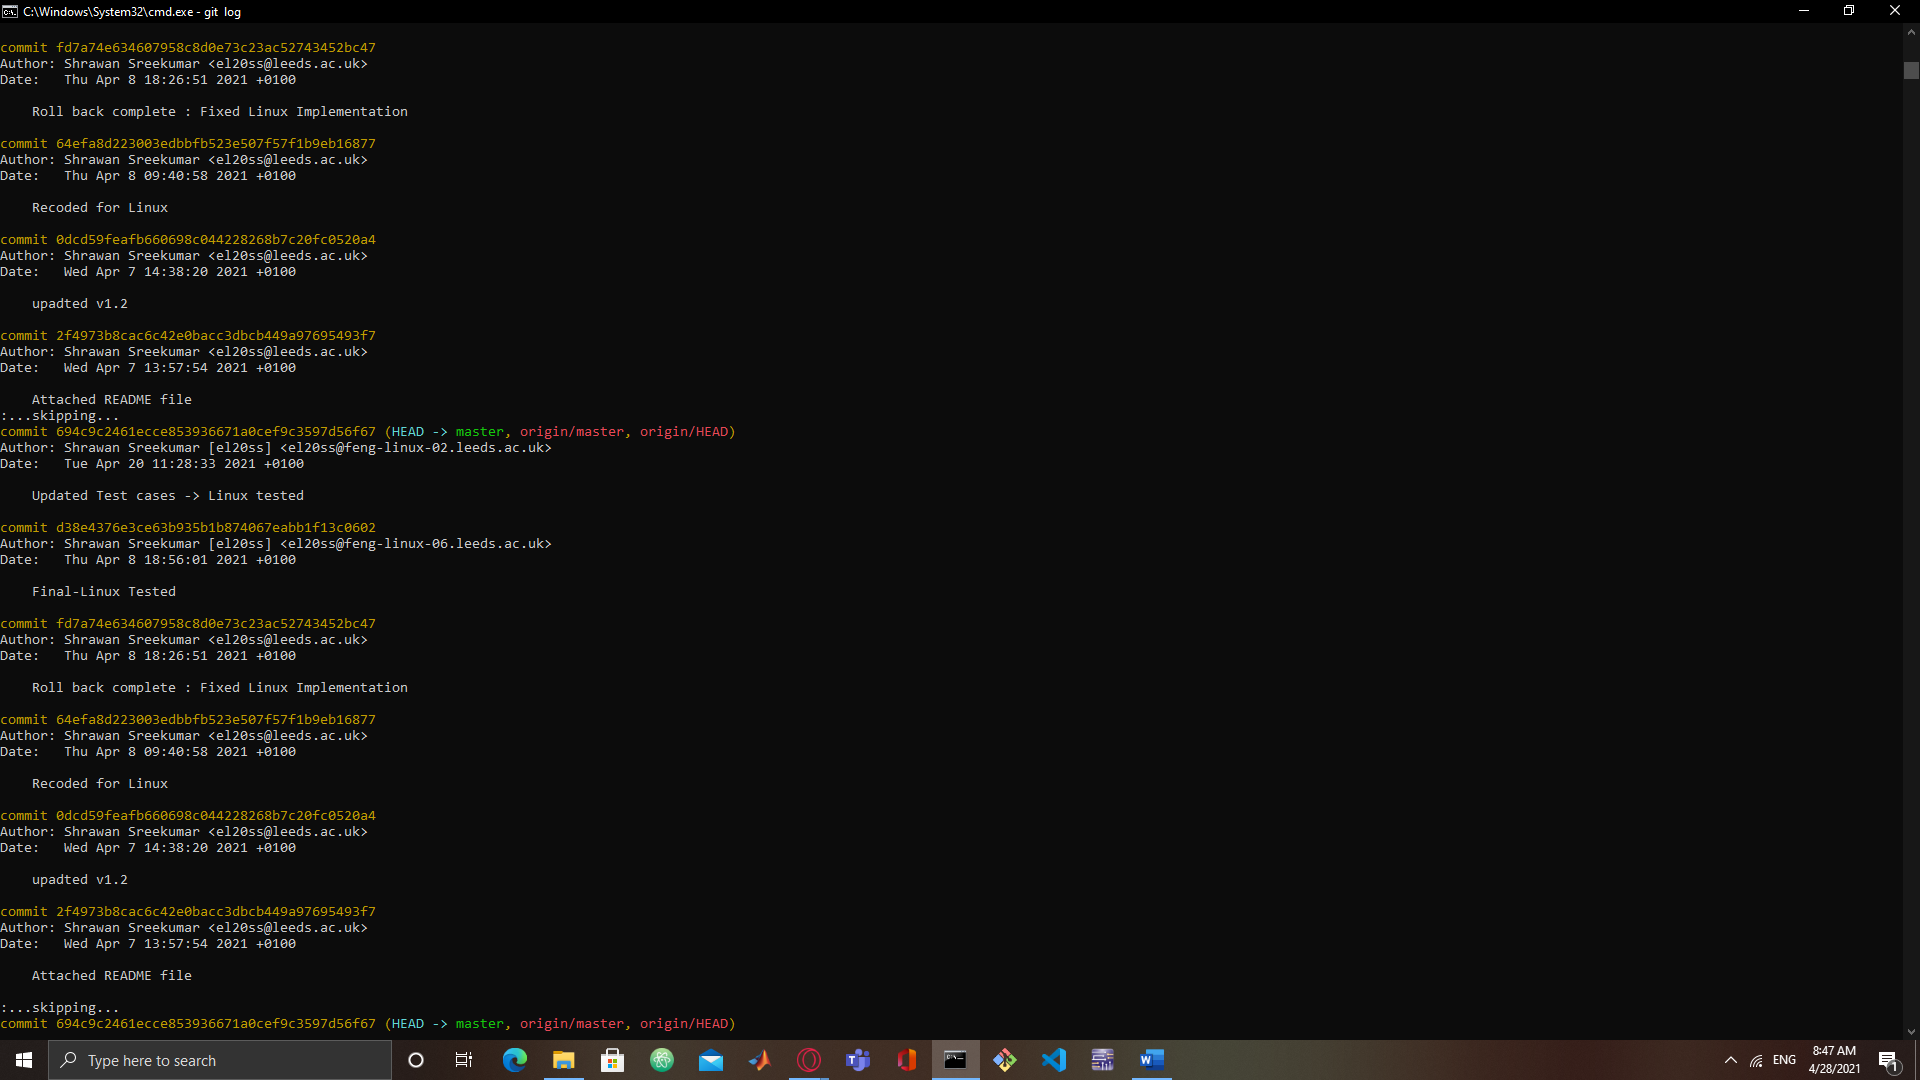 C:\Windows\System32\cmd.exe - git  log
commit fd7a74e634607958c8d0e73c23ac52743452bc47
Author: Shrawan Sreekumar <el20ss@leeds.ac.uk>
Date:   Thu Apr 8 18:26:51 2021 +0100
    Roll back complete : Fixed Linux Implementation
commit 64efa8d223003edbbfb523e507f57f1b9eb16877
Author: Shrawan Sreekumar <el20ss@leeds.ac.uk>
Date:   Thu Apr 8 09:40:58 2021 +0100
    Recoded for Linux
commit 0dcd59feafb660698c044228268b7c20fc0520a4
Author: Shrawan Sreekumar <el20ss@leeds.ac.uk>
Date:   Wed Apr 7 14:38:20 2021 +0100
    upadted v1.2
commit 2f4973b8cac6c42e0bacc3dbcb449a97695493f7
Author: Shrawan Sreekumar <el20ss@leeds.ac.uk>
Date:   Wed Apr 7 13:57:54 2021 +0100
    Attached README file
:...skipping...
commit 694c9c2461ecce853936671a0cef9c3597d56f67 (HEAD -> master, origin/master, origin/HEAD)
Author: Shrawan Sreekumar [el20ss] <el20ss@feng-linux-02.leeds.ac.uk>
Date:   Tue Apr 20 11:28:33 2021 +0100
    Updated Test cases -> Linux tested
commit d38e4376e3ce63b935b1b874067eabb1f13c0602
Author: Shrawan Sreekumar [el20ss] <el20ss@feng-linux-06.leeds.ac.uk>
Date:   Thu Apr 8 18:56:01 2021 +0100
    Final-Linux Tested
commit fd7a74e634607958c8d0e73c23ac52743452bc47
Author: Shrawan Sreekumar <el20ss@leeds.ac.uk>
Date:   Thu Apr 8 18:26:51 2021 +0100
    Roll back complete : Fixed Linux Implementation
commit 64efa8d223003edbbfb523e507f57f1b9eb16877
Author: Shrawan Sreekumar <el20ss@leeds.ac.uk>
Date:   Thu Apr 8 09:40:58 2021 +0100
    Recoded for Linux
commit 0dcd59feafb660698c044228268b7c20fc0520a4
Author: Shrawan Sreekumar <el20ss@leeds.ac.uk>
Date:   Wed Apr 7 14:38:20 2021 +0100
    upadted v1.2
commit 2f4973b8cac6c42e0bacc3dbcb449a97695493f7
Author: Shrawan Sreekumar <el20ss@leeds.ac.uk>
Date:   Wed Apr 7 13:57:54 2021 +0100
    Attached README file
:...skipping...
commit 694c9c2461ecce853936671a0cef9c3597d56f67 (HEAD -> master, origin/master, origin/HEAD)
Type here to search
ENG
8:47 AM
4/28/2021
1